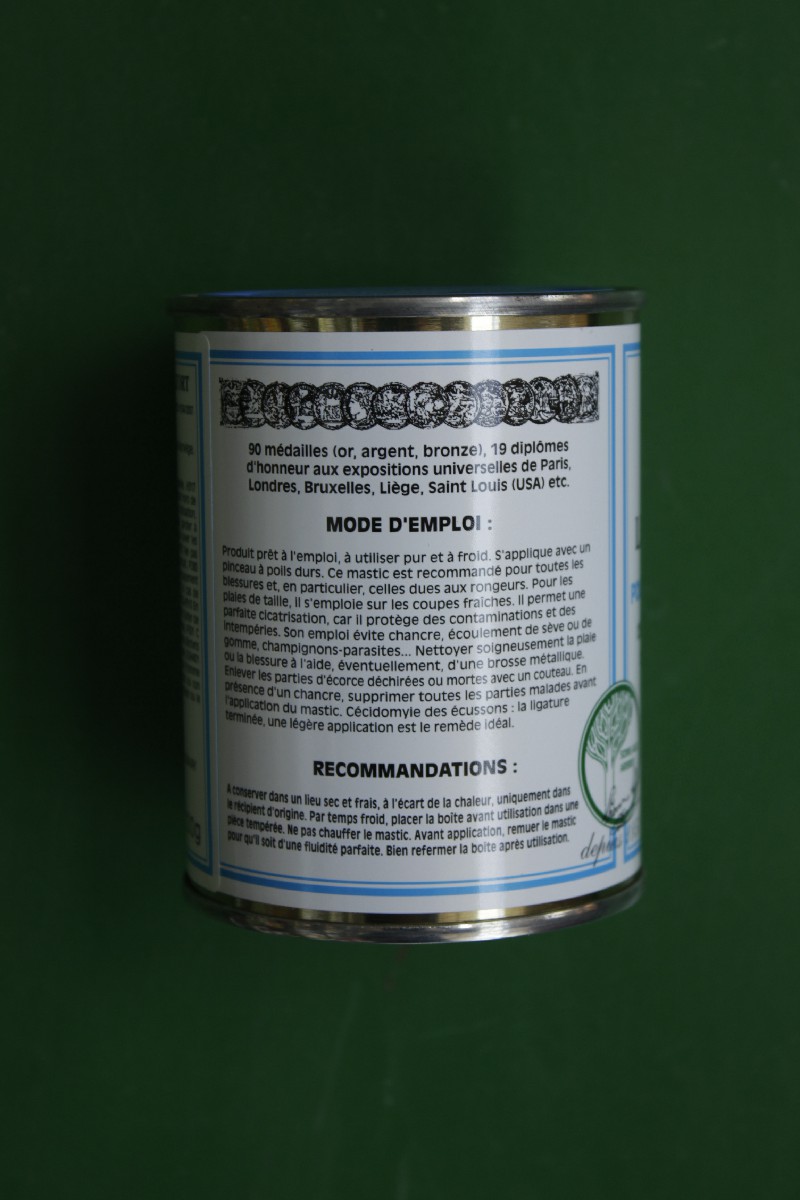 90 médailles (or, argent, bronze), 19 diplômes
d'honneur aux expositions universelles de Paris,
Londres, Bruxelles, Liège, Saint Louis (USA) etc.
MODE D'EMPLOI :
Produit prêt à l'emploi, à utiliser pur et à froid. S'applique avec un
pinceau à poils durs. Ce mastic est recommandé pour toutes les
blessures et, en particulier, celles dues aux rongeurs. Pour les
plaies de taille, il s'emploie sur les coupes fraîches. Il permet une
parfaite cicatrisation, car il protège des contaminations et des
intempéries. Son emploi évite chancre, écoulement de sève ou de
gomme, champignons-parasites... Nettoyer soigneusement la plaie
ou la blessure à l'aide, éventuellement, d'une brosse métallique.
Enlever les parties d'écorce déchirées ou mortes avec un couteau. En
présence d'un chancre, supprimer toutes les parties malades avant
l'application du mastic. Cécidomyie des écussons : la ligature
terminée, une légère application est le remède idéal.
RECOMMANDATIONS :
A conserver dans un lieu sec et frais, à l'écart de la chaleur, uniquement dans
le récipient d'origine. Par temps froid, placer la boîte avant utilisation dans une
pièce tempérée. Ne pas chauffer le mastic. Avant application, remuer le mastic
pour qu'il soit d'une fluidité parfaite. Bien refermer la boîte après utilisation.